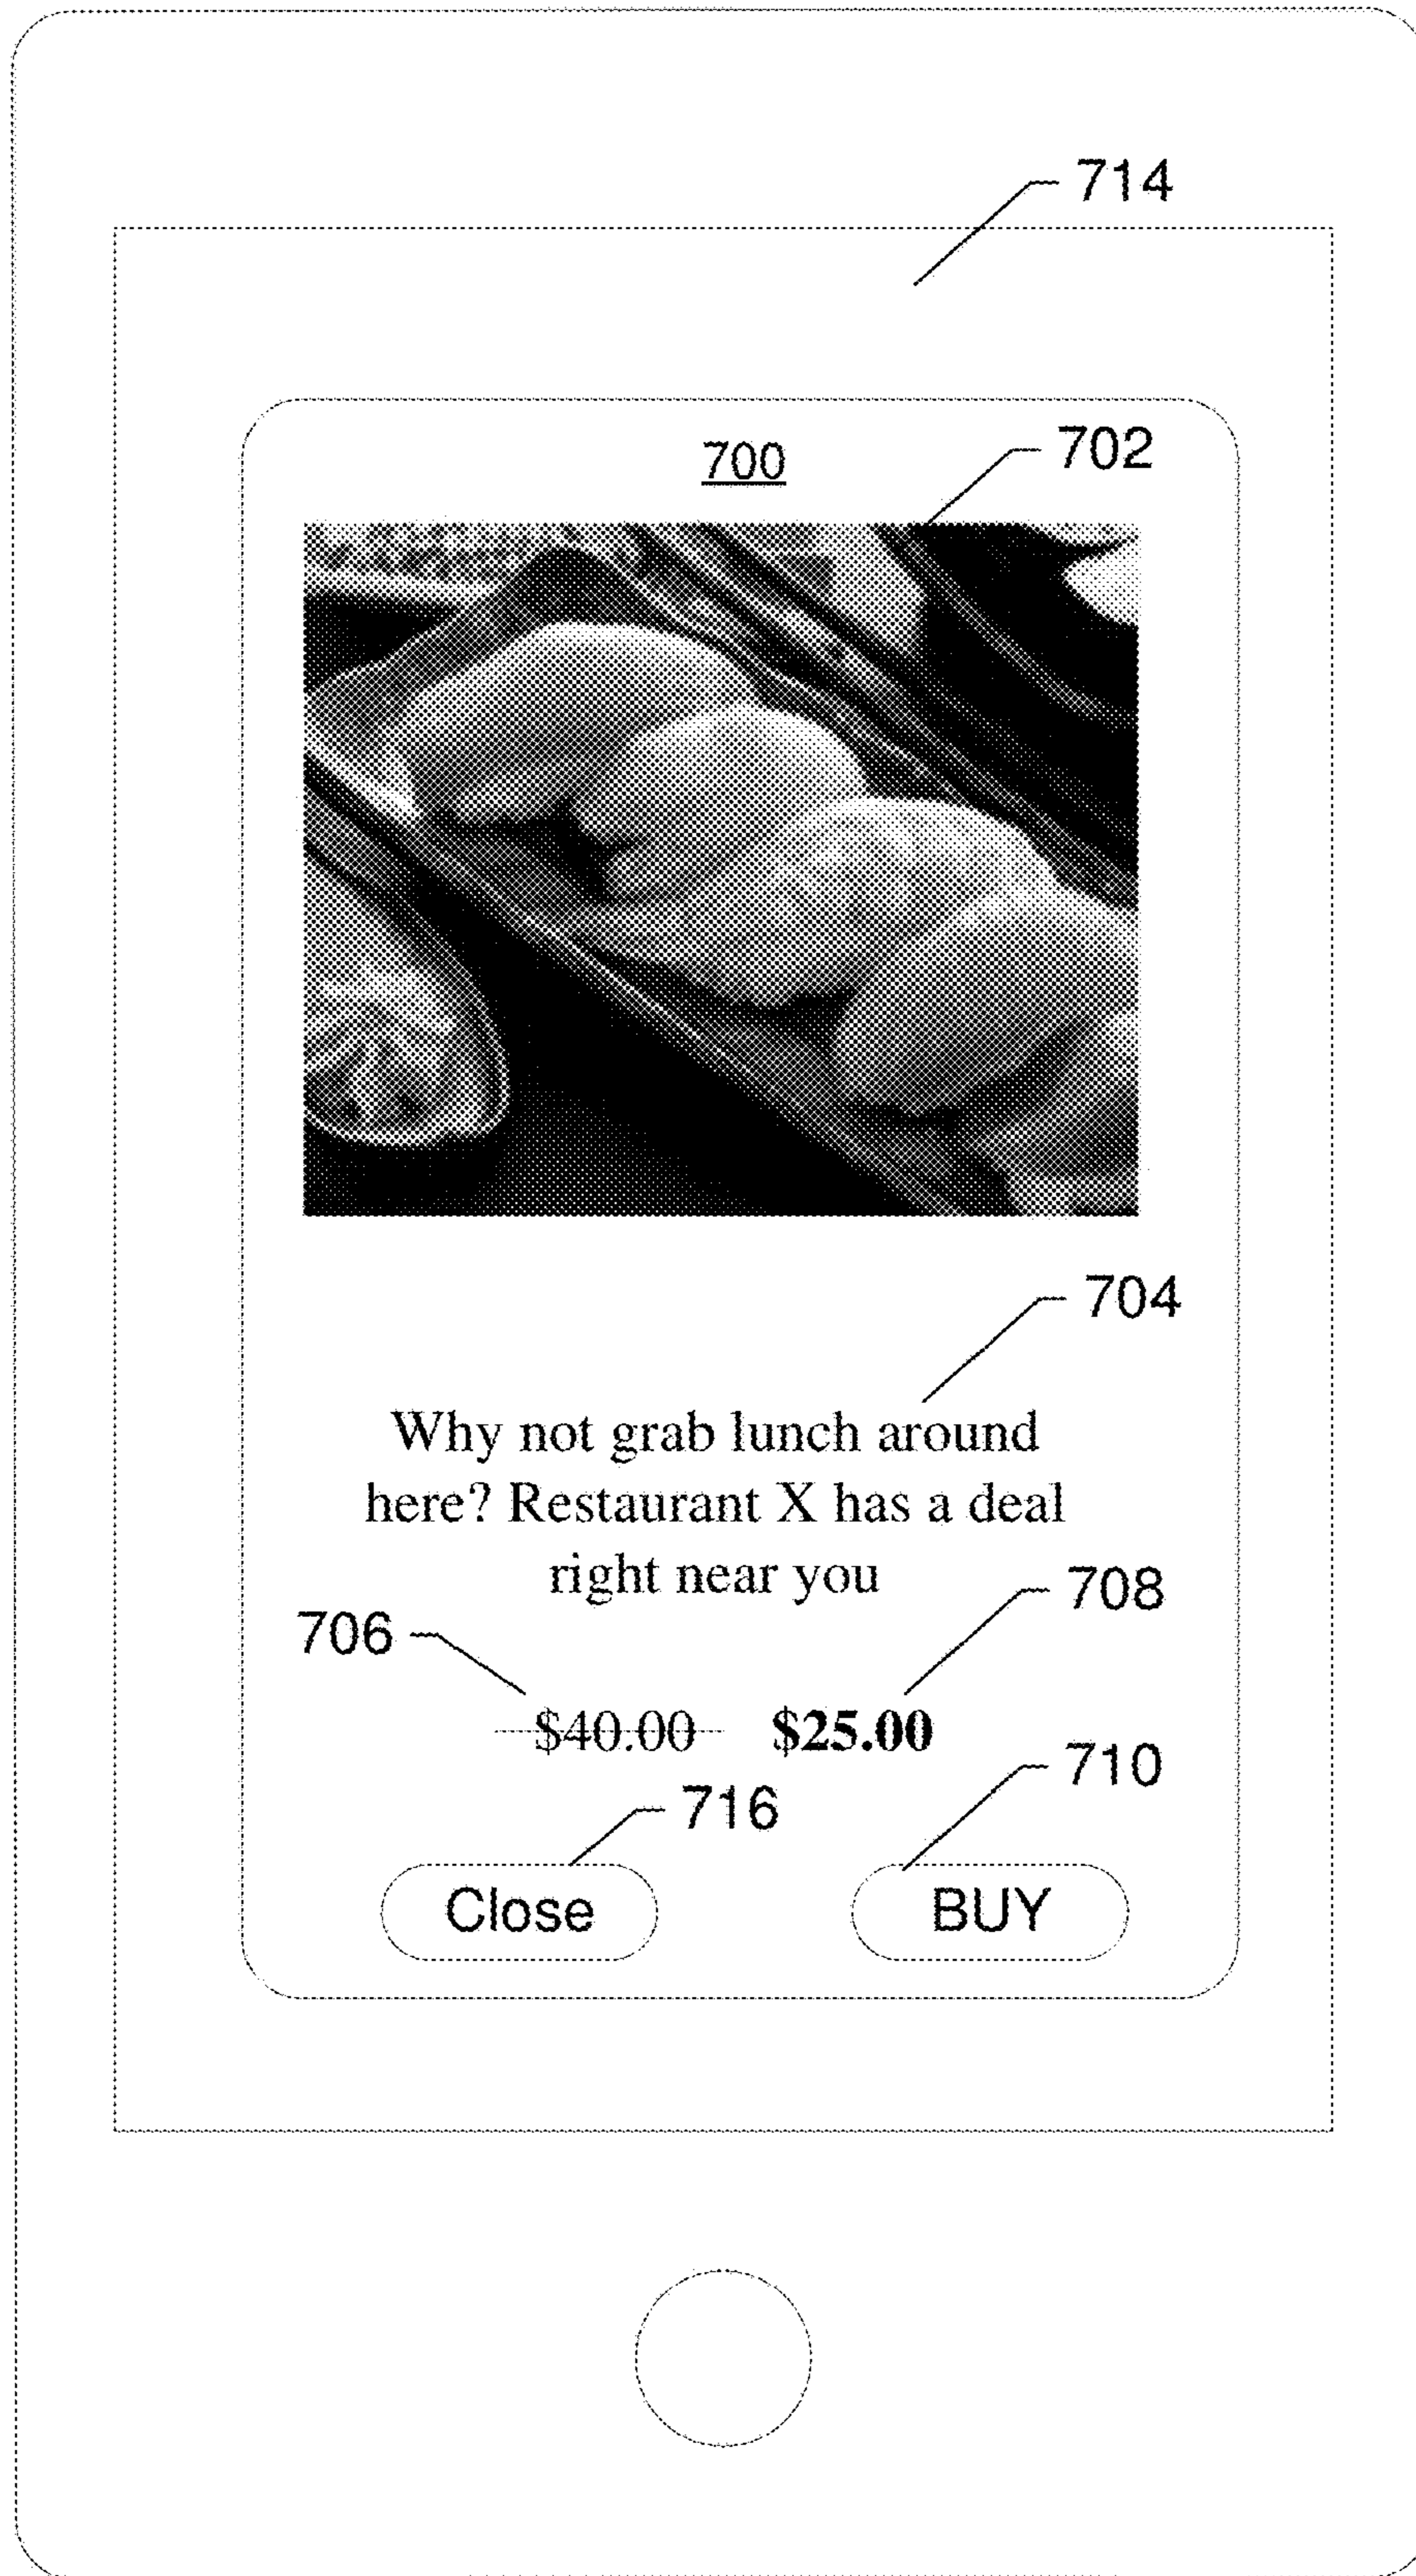 714
700
702
704
Why not grab lunch around
here? Restaurant X has a deal
right near you
708
706
$40.00 $25.00
710
716
Close BUY